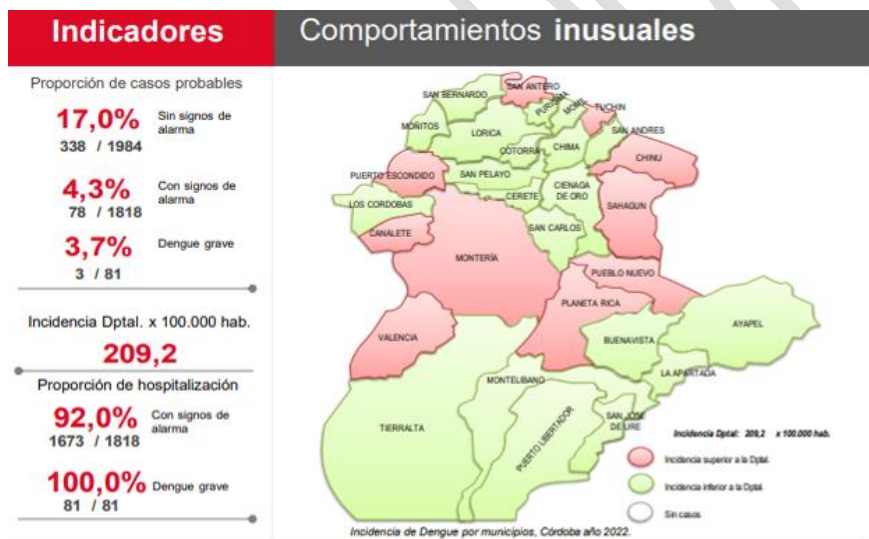 Indicadores
Comportamientos inusuales
Proporción de casos probables
17,0%
Sin signos de
alarma
338 / 1984
4,3%
Con signos de
alarma
78 / 1818
3,7%
Dengue grave
3 / 81
Incidencia Dptal. x 100.000 hab.
209,2
Proporción de hospitalización
92,0%
Con signos de
alarma
1673 / 1818
100,0%
Dengue grave
81 / 81
SAN ANTERO
SAN BERNARDO
PURISIMA
MOMIL
TUCHIN
MOÑITOS
LORICA
SAN ANDRES
COTORRA
CHIMA
CHINU
PUERTO ESCONDIDO
SAN PELAYO
CIENAGA
DE ORO
CERETE
LOS CORDOBAS
SAHAGUN
CANALETE
SAN CARLOS
MONTERÍA
PUEBLO NUEVO
PLANETA RICA
VALENCIA
BUENAVISTA
AYAPEL
LA APARTADA
MONTELIBANO
TIERRALTA
PUERTO LIBERTADOR
SAN JOSE
DE URE
Incidencia Dptal: 209,2 x 100.000 hab.
Incidencia superior a la Dptal.
Incidencia inferior a la Dptal.
Sin casos
Incidencia de Dengue por municipios, Córdoba año 2022.